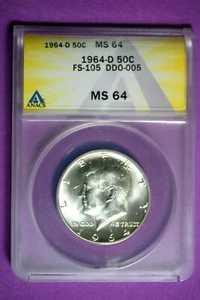 1964-D 50C MS 64
1964-D 50C
FS-105 DDO-005
MS 64
ANACS
LIBERTY
IN GOD WE TRUST
1964